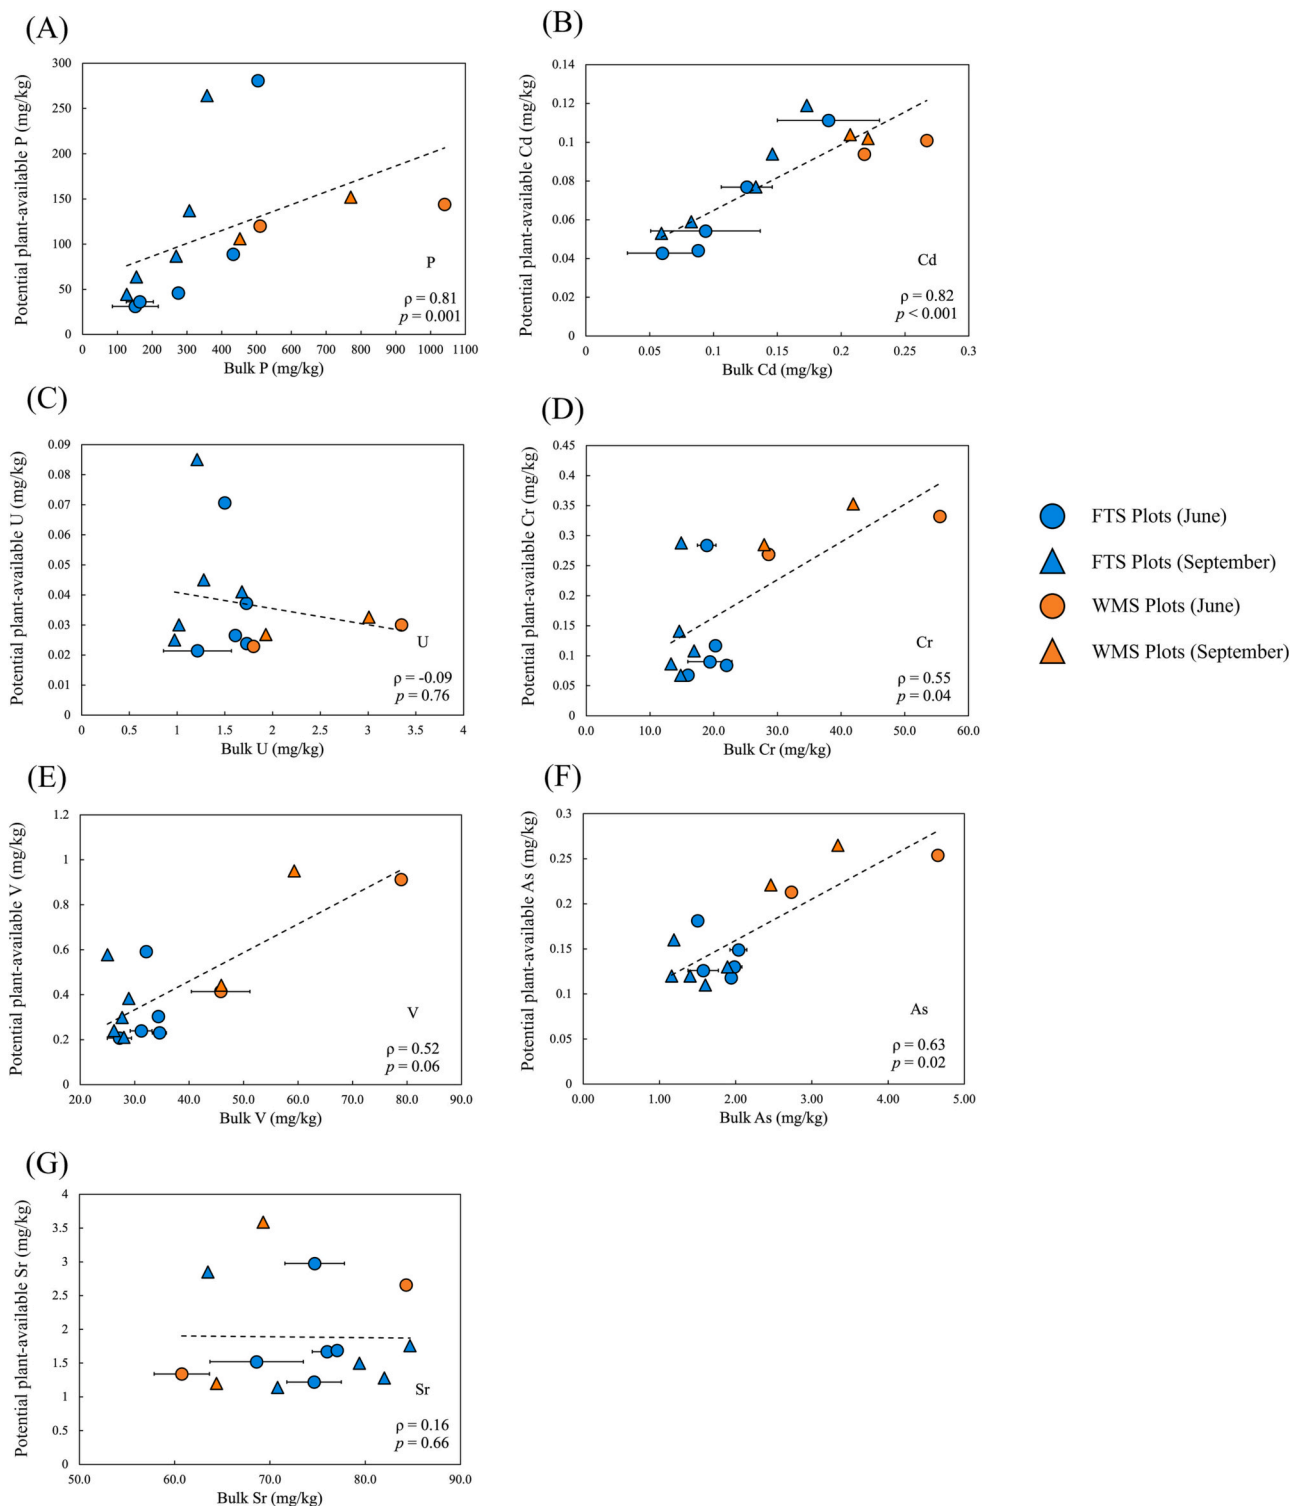 (A)
Potential plant-available P (mg/kg)
300
250
200
150
100
50
0
0 100 200 300 400 500 600 700 800 900 1000 1100
Bulk P (mg/kg)
P
ρ = 0.81
p = 0.001
(B)
Potential plant-available Cd (mg/kg)
0.14
0.12
0.1
0.08
0.06
0.04
0.02
0
0 0.05 0.1 0.15 0.2 0.25 0.3
Bulk Cd (mg/kg)
Cd
ρ = 0.82
p < 0.001
(C)
Potential plant-available U (mg/kg)
0.09
0.08
0.07
0.06
0.05
0.04
0.03
0.02
0.01
0
0 0.5 1 1.5 2 2.5 3 3.5 4
Bulk U (mg/kg)
U
ρ = -0.09
p = 0.76
(D)
Potential plant-available Cr (mg/kg)
0.45
0.4
0.35
0.3
0.25
0.2
0.15
0.1
0.05
0
0.0 10.0 20.0 30.0 40.0 50.0 60.0
Bulk Cr (mg/kg)
Cr
ρ = 0.55
p = 0.04
FTS Plots (June)
FTS Plots (September)
WMS Plots (June)
WMS Plots (September)
(E)
Potential plant-available V (mg/kg)
1.2
1
0.8
0.6
0.4
0.2
0
20.0 30.0 40.0 50.0 60.0 70.0 80.0 90.0
Bulk V (mg/kg)
V
ρ = 0.52
p = 0.06
(F)
Potential plant-available As (mg/kg)
0.3
0.25
0.2
0.15
0.1
0.05
0
0.00 1.00 2.00 3.00 4.00 5.00
Bulk As (mg/kg)
As
ρ = 0.63
p = 0.02
(G)
Potential plant-available Sr (mg/kg)
4
3.5
3
2.5
2
1.5
1
0.5
0
50.0 60.0 70.0 80.0 90.0
Bulk Sr (mg/kg)
Sr
ρ = 0.16
p = 0.66